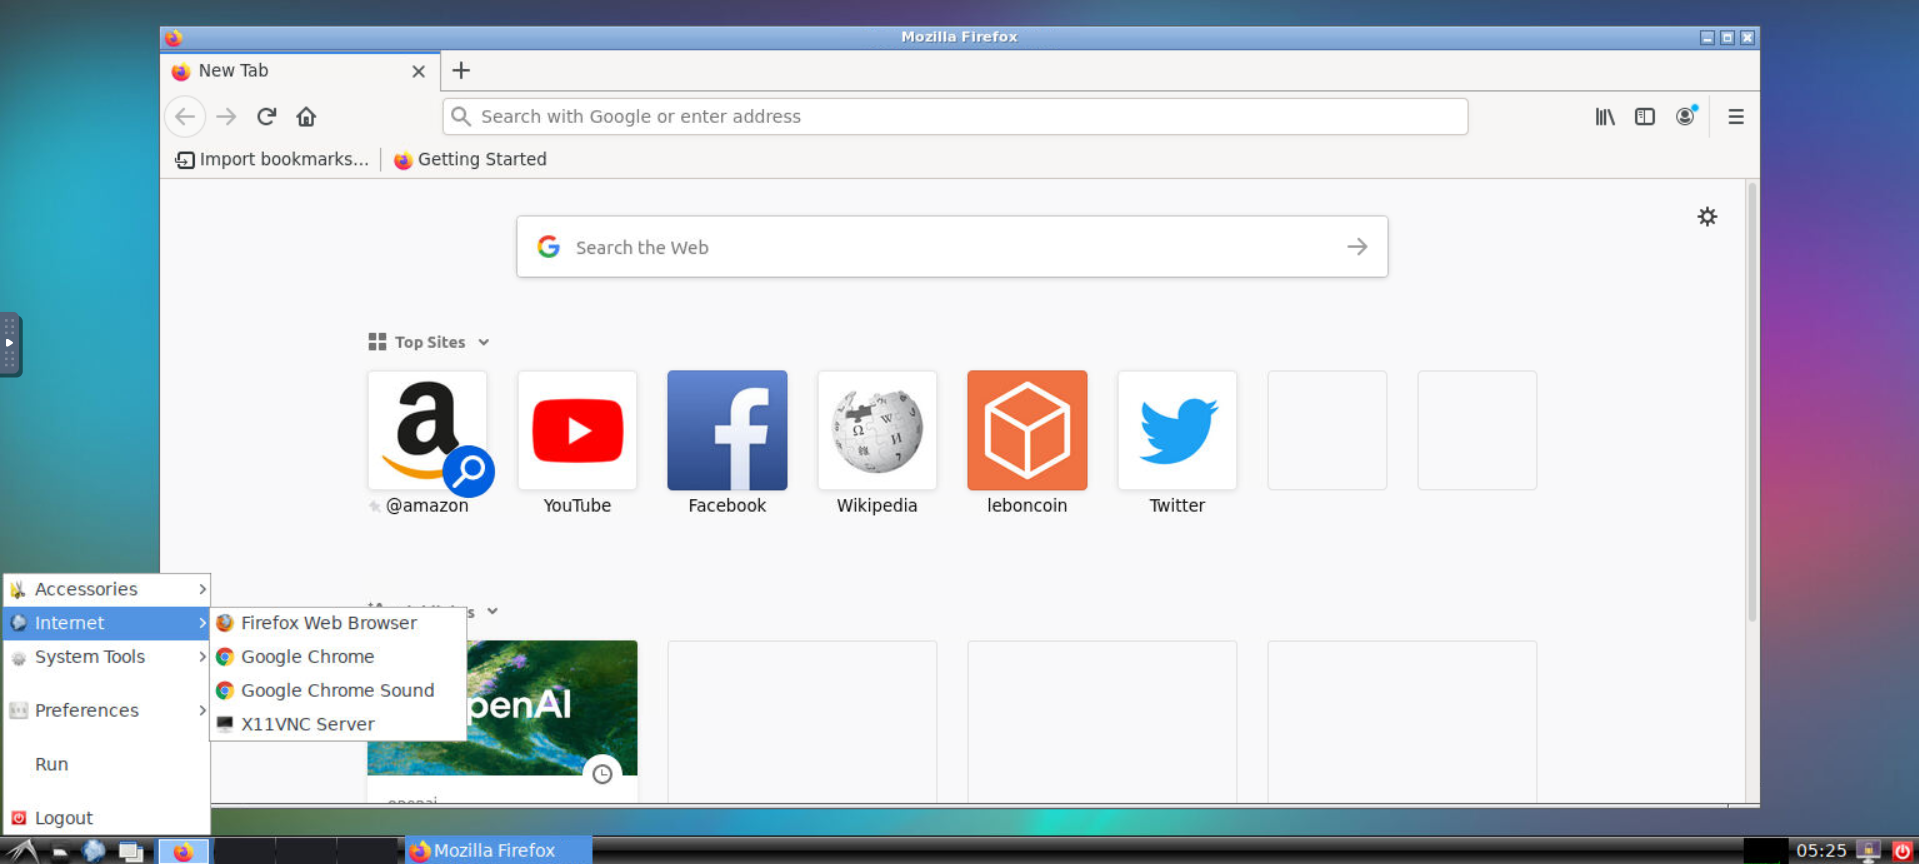 Mozilla Firefox
New Tab
Search with Google or enter address
Import bookmarks...
Getting Started
Search the Web
Top Sites
@amazon
YouTube
Facebook
Wikipedia
leboncoin
Twitter
Accessories
Internet
System Tools
Preferences
Run
Logout
Firefox Web Browser
Google Chrome
Google Chrome Sound
X11VNC Server
penAI
openai
Mozilla Firefox
05:25